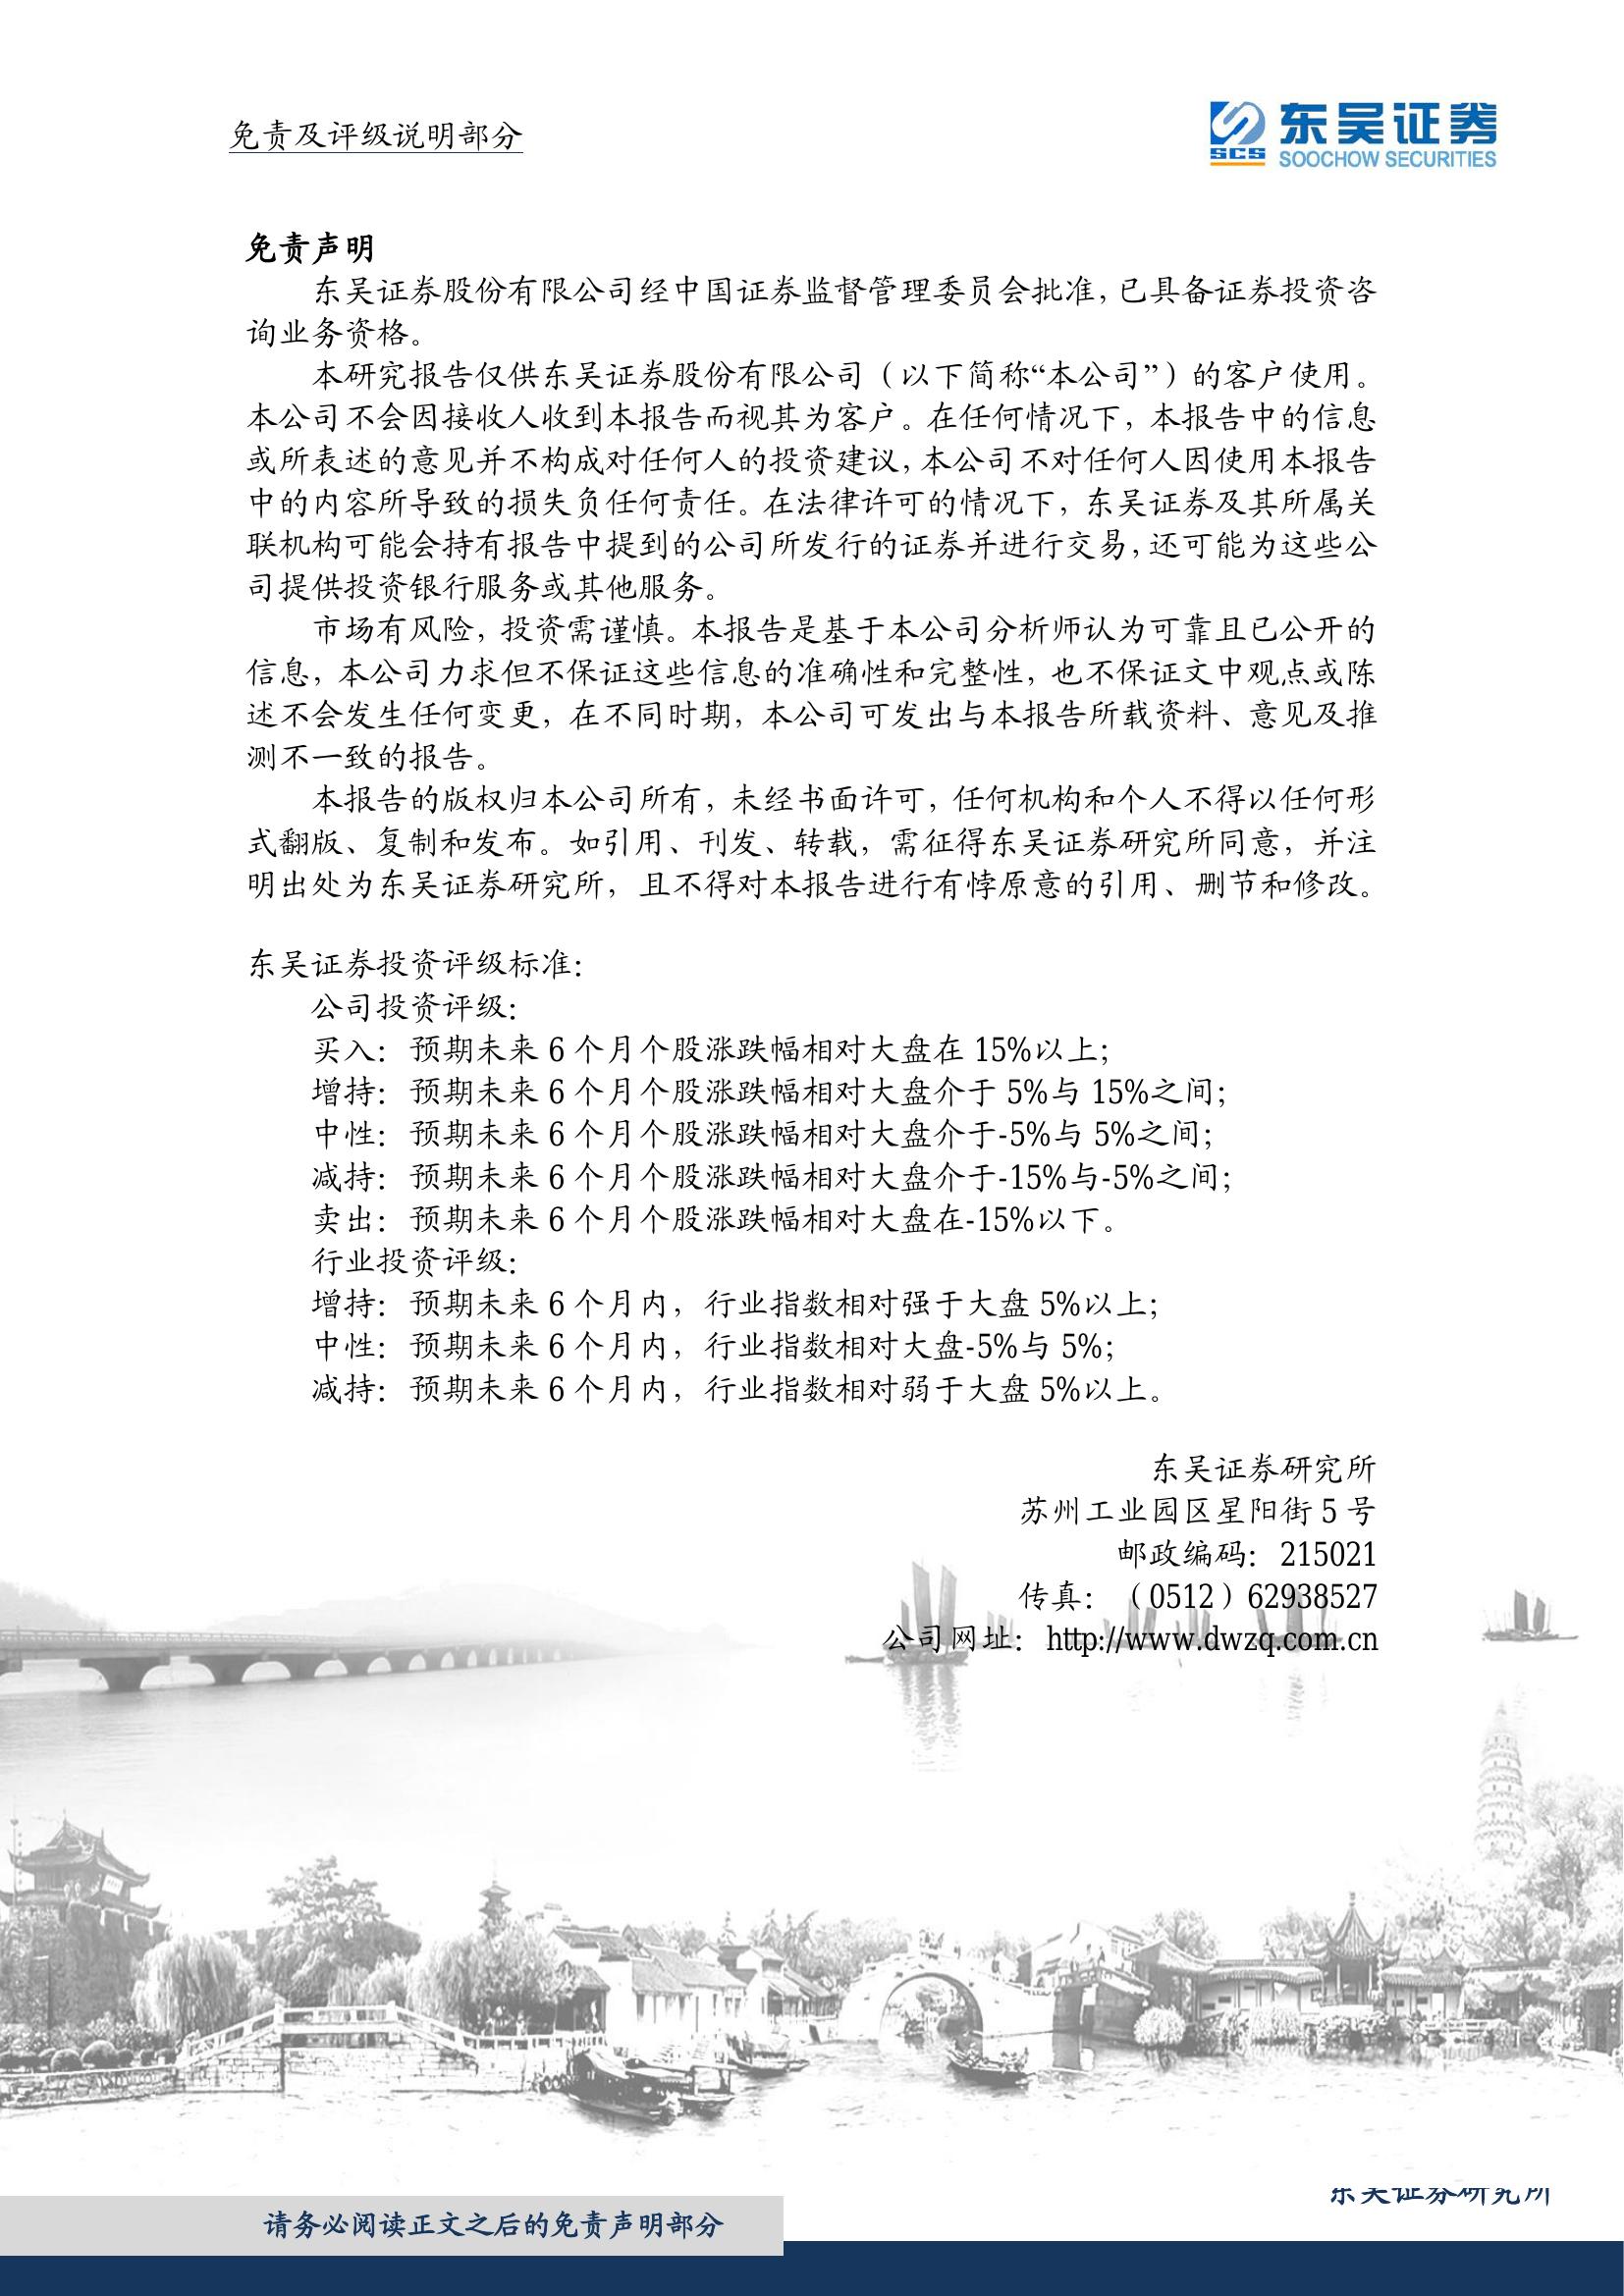 免责及评级说明部分
SCS
东吴证券
SOOCHOW SECURITIES
免责声明
东吴证券股份有限公司经中国证券监督管理委员会批准，已具备证券投资咨
询业务资格。
本研究报告仅供东吴证券股份有限公司（以下简称“本公司”）的客户使用。
本公司不会因接收人收到本报告而视其为客户。在任何情况下，本报告中的信息
或所表述的意见并不构成对任何人的投资建议，本公司不对任何人因使用本报告
中的内容所导致的损失负任何责任。在法律许可的情况下，东吴证券及其所属关
联机构可能会持有报告中提到的公司所发行的证券并进行交易，还可能为这些公
司提供投资银行服务或其他服务。
市场有风险，投资需谨慎。本报告是基于本公司分析师认为可靠且已公开的
信息，本公司力求但不保证这些信息的准确性和完整性，也不保证文中观点或陈
述不会发生任何变更，在不同时期，本公司可发出与本报告所载资料、意见及推
测不一致的报告。
本报告的版权归本公司所有，未经书面许可，任何机构和个人不得以任何形
式翻版、复制和发布。如引用、刊发、转载，需征得东吴证券研究所同意，并注
明出处为东吴证券研究所，且不得对本报告进行有悖原意的引用、删节和修改。
东吴证券投资评级标准：
公司投资评级：
买入：预期未来 6 个月个股涨跌幅相对大盘在 15%以上；
增持：预期未来 6 个月个股涨跌幅相对大盘介于 5%与 15%之间；
中性：预期未来 6 个月个股涨跌幅相对大盘介于-5%与 5%之间；
减持：预期未来 6 个月个股涨跌幅相对大盘介于-15%与-5%之间；
卖出：预期未来 6 个月个股涨跌幅相对大盘在-15%以下。
行业投资评级：
增持：预期未来 6 个月内，行业指数相对强于大盘 5%以上；
中性：预期未来 6 个月内，行业指数相对大盘-5%与 5%；
减持：预期未来 6 个月内，行业指数相对弱于大盘 5%以上。
东吴证券研究所
苏州工业园区星阳街 5 号
邮政编码：215021
传真：（0512）62938527
公司网址：http://www.dwzq.com.cn
东吴证券研究所
请务必阅读正文之后的免责声明部分